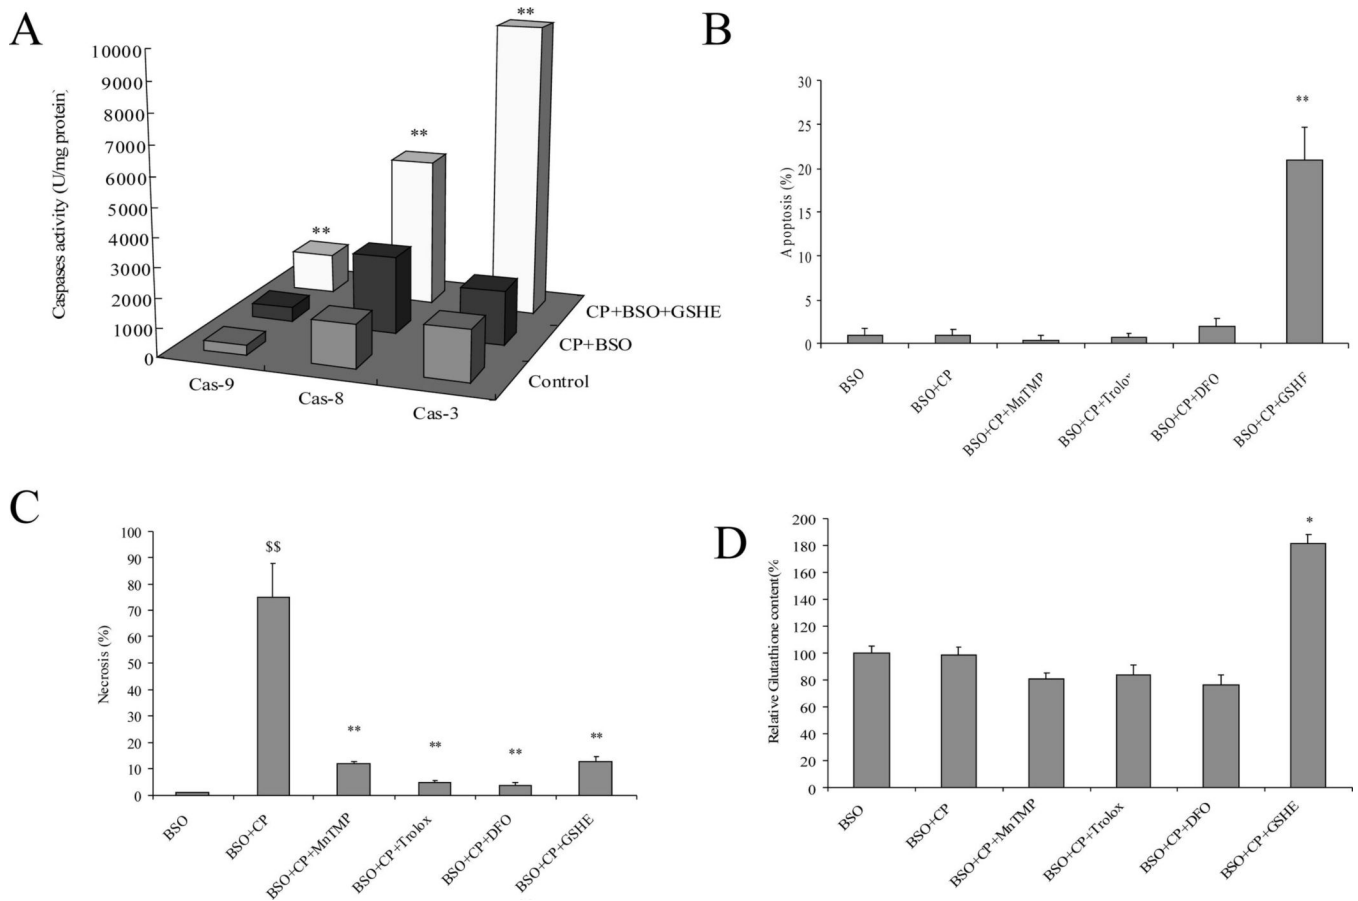 A
**
10000
9000
8000
7000
6000
5000
4000
3000
2000
1000
0
Caspases activity (U/mg protein)
**
**
CP+BSO+GSHE
CP+BSO
Control
Cas-9
Cas-8
Cas-3
B
30
25
20
15
10
5
0
Apoptosis (%)
**
BSO
BSO+CP
BSO+CP+MnTMP
BSO+CP+Trolox
BSO+CP+DFO
BSO+CP+GSHE
C
100
90
80
70
60
50
40
30
20
10
0
Necrosis (%)
$$
**
**
**
**
BSO
BSO+CP
BSO+CP+MnTMP
BSO+CP+Trolox
BSO+CP+DFO
BSO+CP+GSHE
D
200
180
160
140
120
100
80
60
40
20
0
Relative Glutathione content(%
*
BSO
BSO+CP
BSO+CP+MnTMP
BSO+CP+Trolox
BSO+CP+DFO
BSO+CP+GSHE